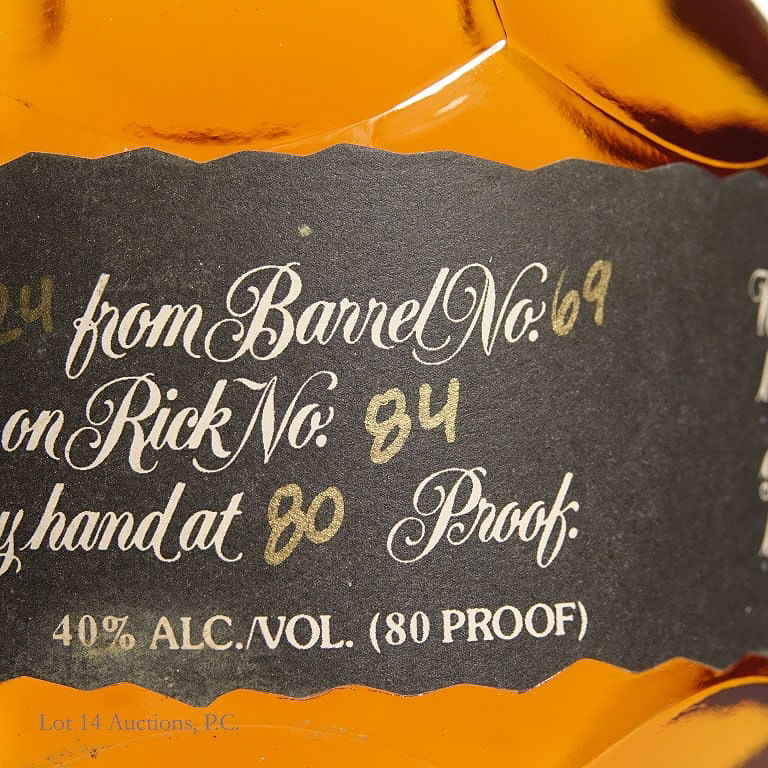 24 from Barrel No. 69
on Rick No. 84
y hand at 80 Proof.
40% ALC./VOL. (80 PROOF)
Lot 14 Auctions, P.C.